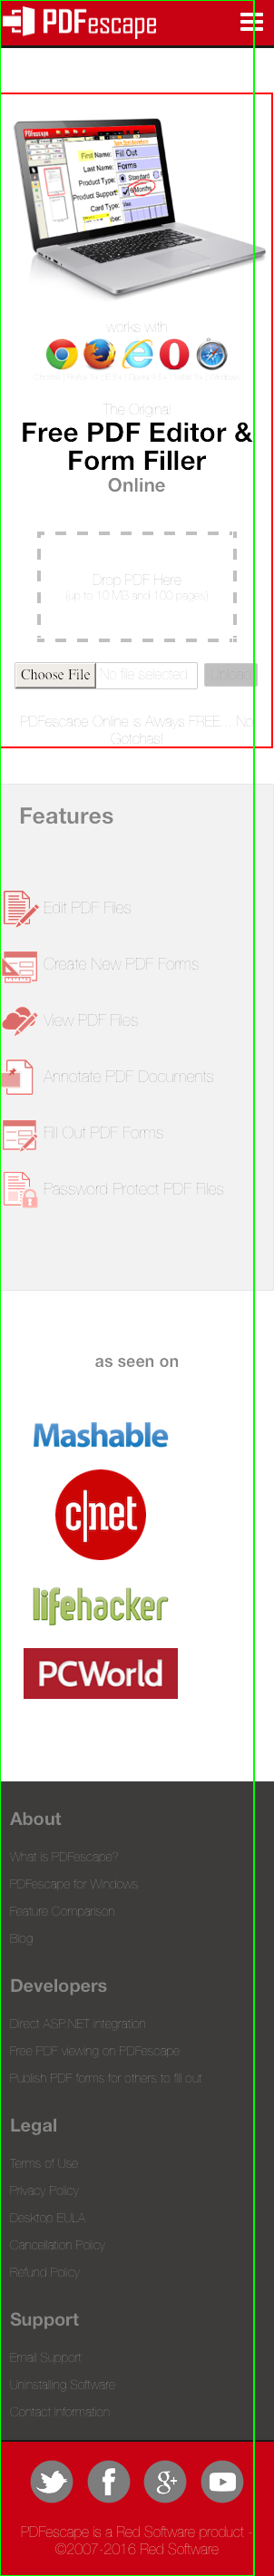 PDFescape
PDFescape
First Name: Fill Out
Last Name: PDF
Product Type: Forms
Product Support:
Card Type:
works with
The Original
Free PDF Editor &
Form Filler
Online
Drop PDF Here
(up to 10 MB and 100 pages)
Choose File No file selected Upload
PDFescape Online is Always FREE... No
Gotchas!
Features
Edit PDF Files
Create New PDF Forms
View PDF Files
Annotate PDF Documents
Fill Out PDF Forms
Password Protect PDF Files
as seen on
Mashable
c|net
lifehacker
PCWorld
About
What is PDFescape?
PDFescape for Windows
Feature Comparison
Blog
Developers
Direct ASP.NET integration
Free PDF viewing on PDFescape
Publish PDF forms for others to fill out
Legal
Terms of Use
Privacy Policy
Desktop EULA
Cancellation Policy
Refund Policy
Support
Email Support
Uninstalling Software
Contact Information
PDFescape is a Red Software product -
©2007-2016 Red Software